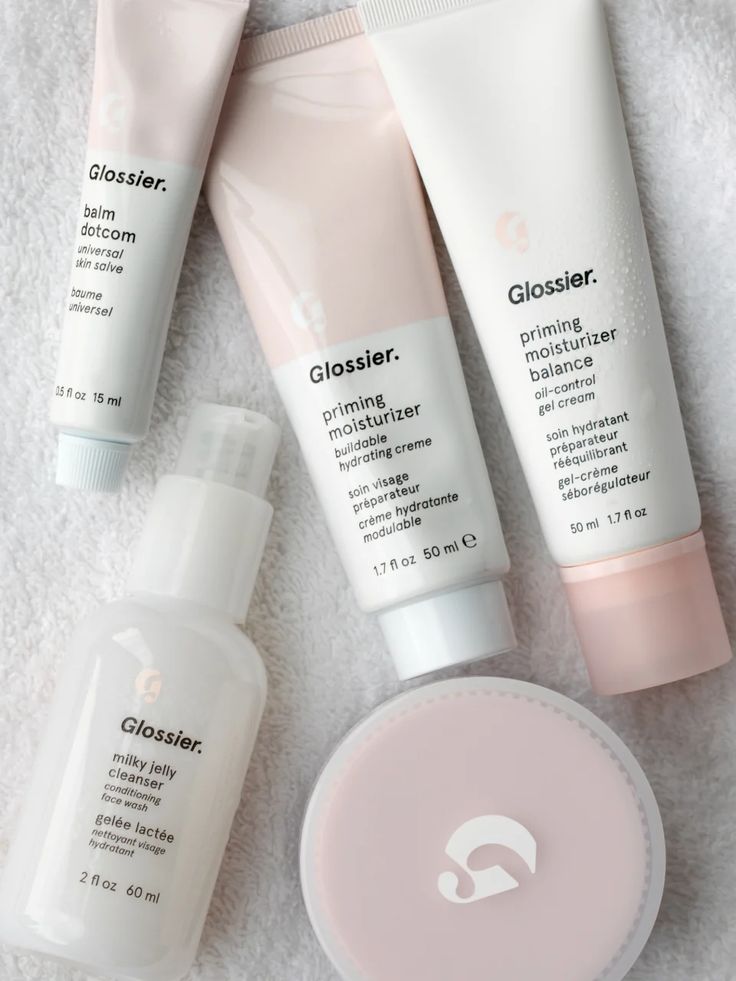 Glossier.
balm
dotcom
universal
skin salve
baume
universel
0.5 fl oz 15 ml
Glossier.
priming
moisturizer
buildable
hydrating creme
soin visage
préparateur
crème hydratante
modulable
1.7 fl oz 50 ml ℮
Glossier.
priming
moisturizer
balance
oil-control
gel cream
soin hydratant
préparateur
rééquilibrant
gel-crème
séborégulateur
50 ml 1.7 fl oz
Glossier.
milky jelly
cleanser
conditioning
face wash
gelée lactée
nettoyant visage
hydratant
2 fl oz 60 ml
G